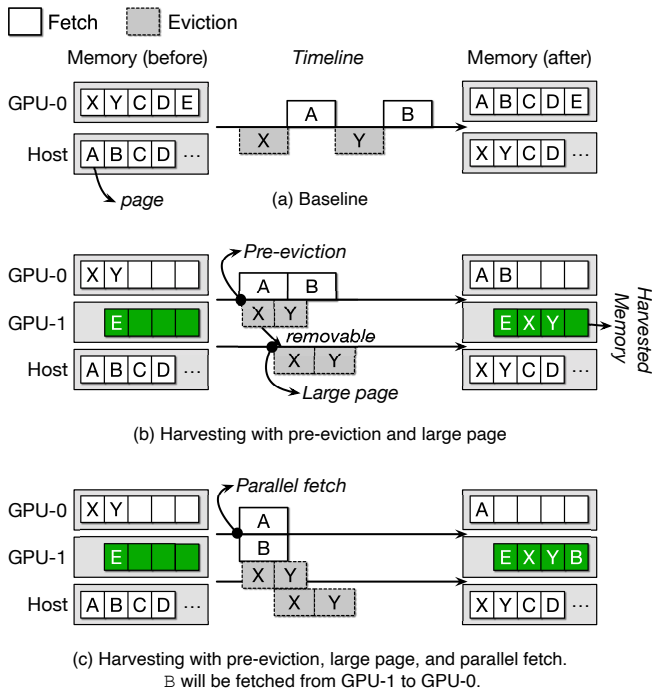 Fetch Eviction
Memory (before) Timeline Memory (after)
GPU-0 X Y C D E A B A B C D E
X Y
Host A B C D ... X Y C D ...
page
(a) Baseline
Pre-eviction
GPU-0 X Y A B A B
GPU-1 E X Y E X Y
removable
Host A B C D ... X Y X Y C D ...
Large page
Harvested
Memory
(b) Harvesting with pre-eviction and large page
Parallel fetch
GPU-0 X Y A A
GPU-1 E B E X Y B
X Y
Host A B C D ... X Y X Y C D ...
(c) Harvesting with pre-eviction, large page, and parallel fetch.
B will be fetched from GPU-1 to GPU-0.